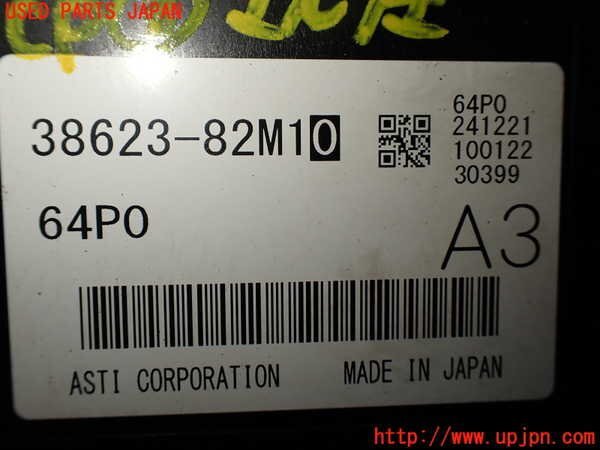 USED PARTS JAPAN
38623-82M10
64P0
241221
100122
30399
64P0
A3
ASTI CORPORATION MADE IN JAPAN
http://www.upjpn.com/